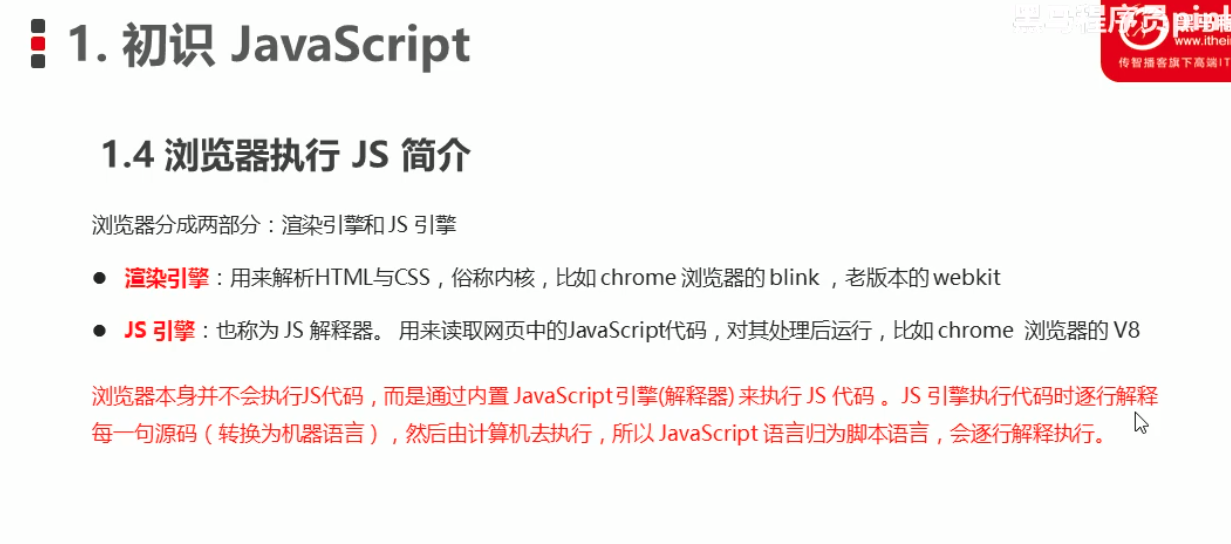 1. 初识 JavaScript
黑马程序员pink
www.ithei
传智播客旗下高端IT
1.4 浏览器执行 JS 简介
浏览器分成两部分：渲染引擎和 JS 引擎
● 渲染引擎：用来解析HTML与CSS，俗称内核，比如 chrome 浏览器的 blink ，老版本的 webkit
● JS 引擎：也称为 JS 解释器。 用来读取网页中的JavaScript代码，对其处理后运行，比如 chrome 浏览器的 V8
浏览器本身并不会执行JS代码，而是通过内置 JavaScript 引擎(解释器) 来执行 JS 代码 。JS 引擎执行代码时逐行解释
每一句源码（转换为机器语言），然后由计算机去执行，所以 JavaScript 语言归为脚本语言，会逐行解释执行。